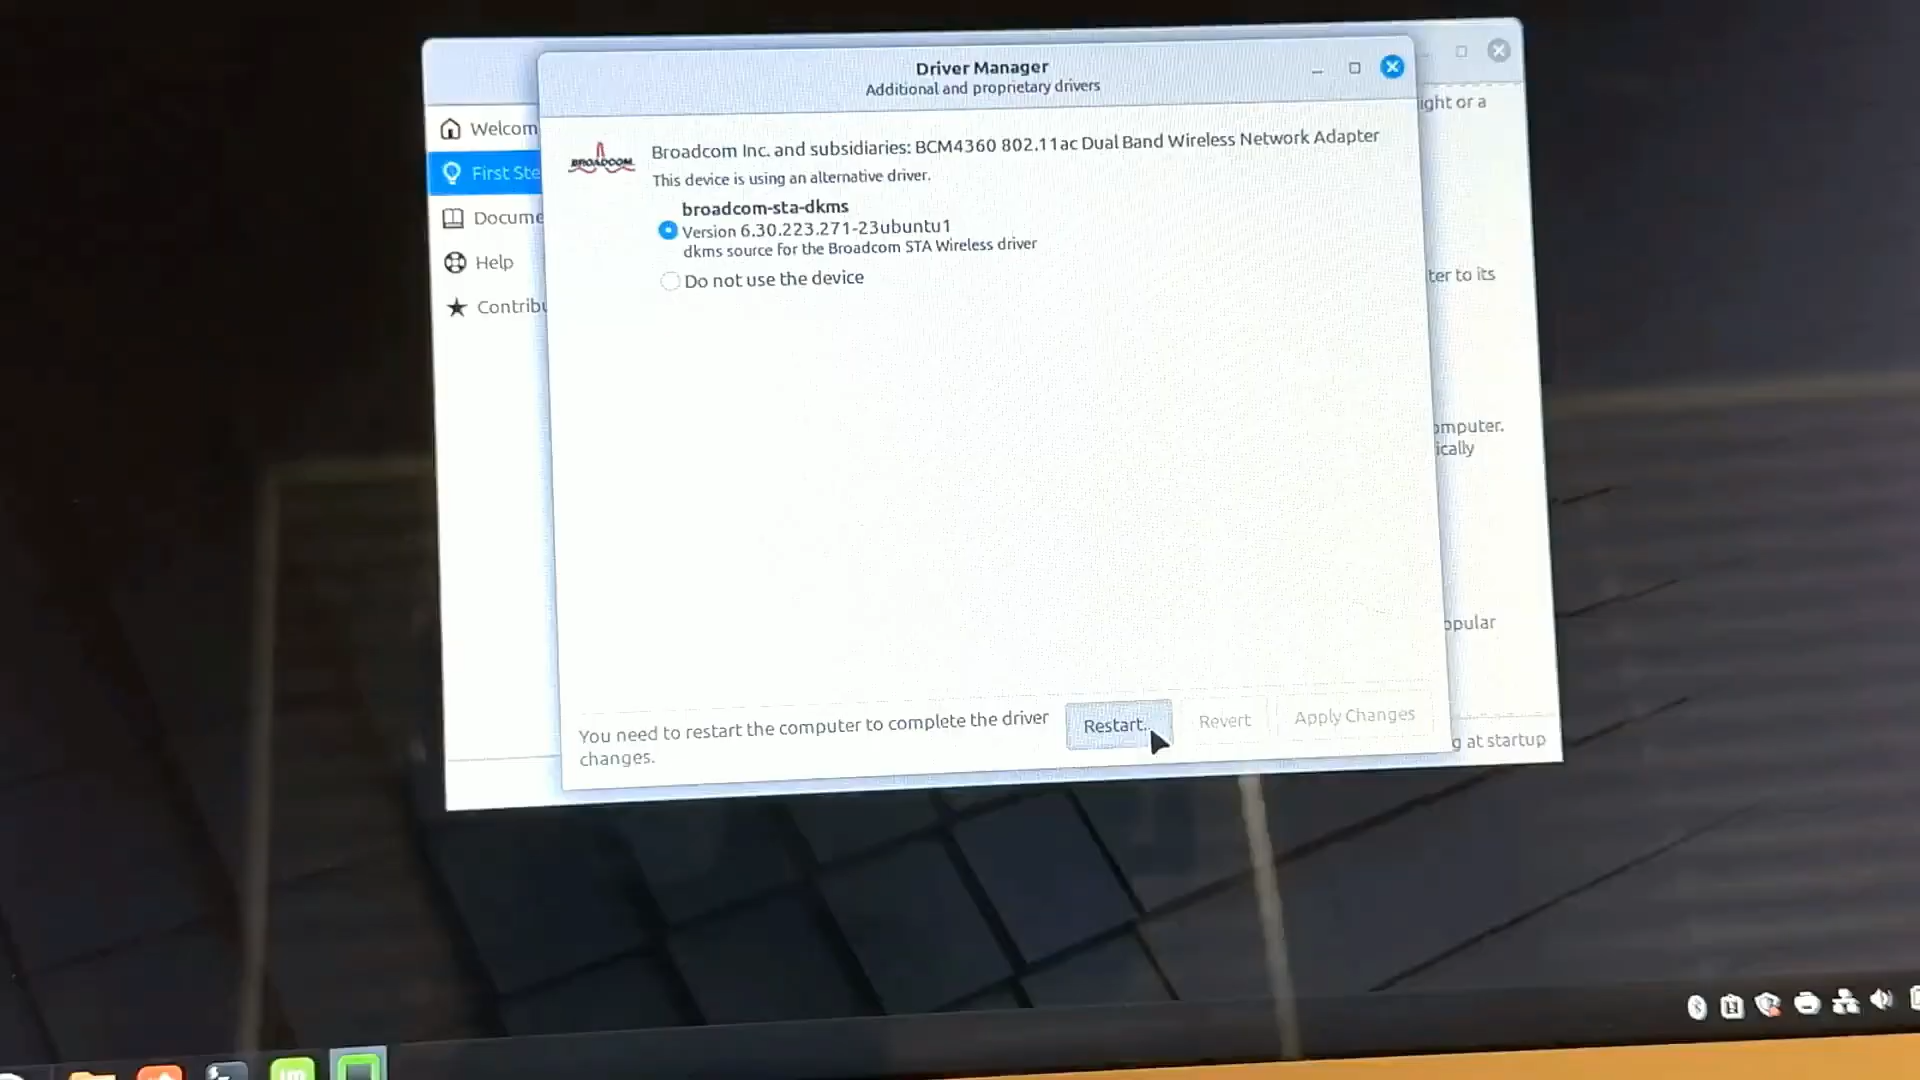 Driver Manager
Additional and proprietary drivers
ight or a
Welcom
BROADCOM
Broadcom Inc. and subsidiaries: BCM4360 802.11ac Dual Band Wireless Network Adapter
First Ste
This device is using an alternative driver.
broadcom-sta-dkms
Docume
Version 6.30.223.271-23ubuntu1
dkms source for the Broadcom STA Wireless driver
Help
Do not use the device
ter to its
Contribu
omputer.
ically
opular
You need to restart the computer to complete the driver
changes.
Restart...
Revert
Apply Changes
g at startup